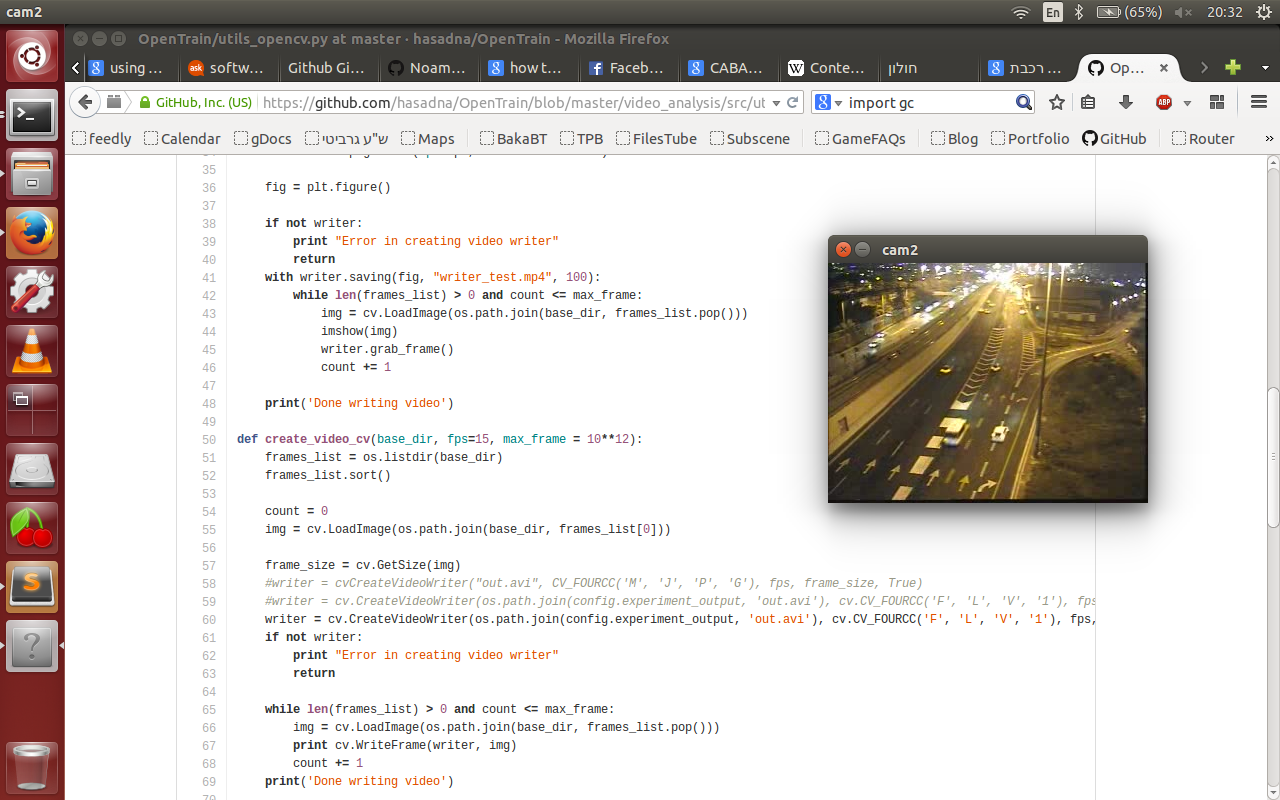 cam2
En
(65%)
20:32
OpenTrain/utils_opencv.py at master · hasadna/OpenTrain - Mozilla Firefox
using ...
softw...
Github Gi...
Noam...
how t...
Faceb...
CABA...
Conte...
חולון
רכבת ...
Op...
GitHub, Inc. (US)
https://github.com/hasadna/OpenTrain/blob/master/video_analysis/src/ut
import gc
feedly
Calendar
gDocs
ש"ע גרביטי
Maps
BakaBT
TPB
FilesTube
Subscene
GameFAQs
Blog
Portfolio
GitHub
Router
»
35
36 fig = plt.figure()
37
38 if not writer:
39 print "Error in creating video writer"
40 return
41 with writer.saving(fig, "writer_test.mp4", 100):
42 while len(frames_list) > 0 and count <= max_frame:
43 img = cv.LoadImage(os.path.join(base_dir, frames_list.pop()))
44 imshow(img)
45 writer.grab_frame()
46 count += 1
47
48 print('Done writing video')
49
50 def create_video_cv(base_dir, fps=15, max_frame = 10**12):
51 frames_list = os.listdir(base_dir)
52 frames_list.sort()
53
54 count = 0
55 img = cv.LoadImage(os.path.join(base_dir, frames_list[0]))
56
57 frame_size = cv.GetSize(img)
58 #writer = cvCreateVideoWriter("out.avi", CV_FOURCC('M', 'J', 'P', 'G'), fps, frame_size, True)
59 #writer = cv.CreateVideoWriter(os.path.join(config.experiment_output, 'out.avi'), cv.CV_FOURCC('F', 'L', 'V', '1'), fps
60 writer = cv.CreateVideoWriter(os.path.join(config.experiment_output, 'out.avi'), cv.CV_FOURCC('F', 'L', 'V', '1'), fps,
61 if not writer:
62 print "Error in creating video writer"
63 return
64
65 while len(frames_list) > 0 and count <= max_frame:
66 img = cv.LoadImage(os.path.join(base_dir, frames_list.pop()))
67 print cv.WriteFrame(writer, img)
68 count += 1
69 print('Done writing video')
cam2